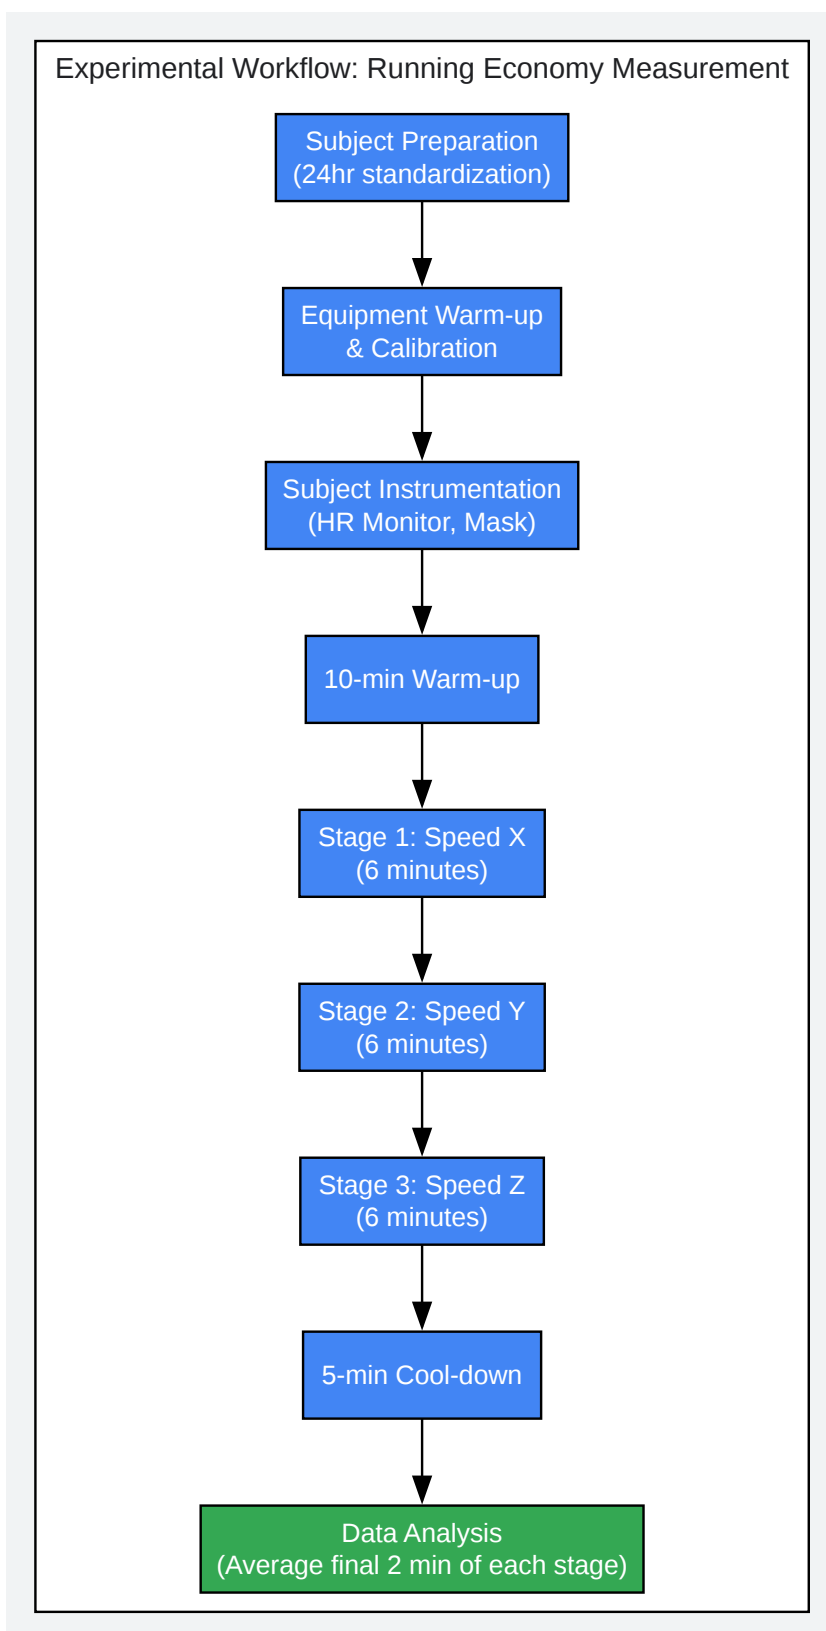 Experimental Workflow: Running Economy Measurement
Subject Preparation
(24hr standardization)
Equipment Warm-up
& Calibration
Subject Instrumentation
(HR Monitor, Mask)
10-min Warm-up
Stage 1: Speed X
(6 minutes)
Stage 2: Speed Y
(6 minutes)
Stage 3: Speed Z
(6 minutes)
5-min Cool-down
Data Analysis
(Average final 2 min of each stage)